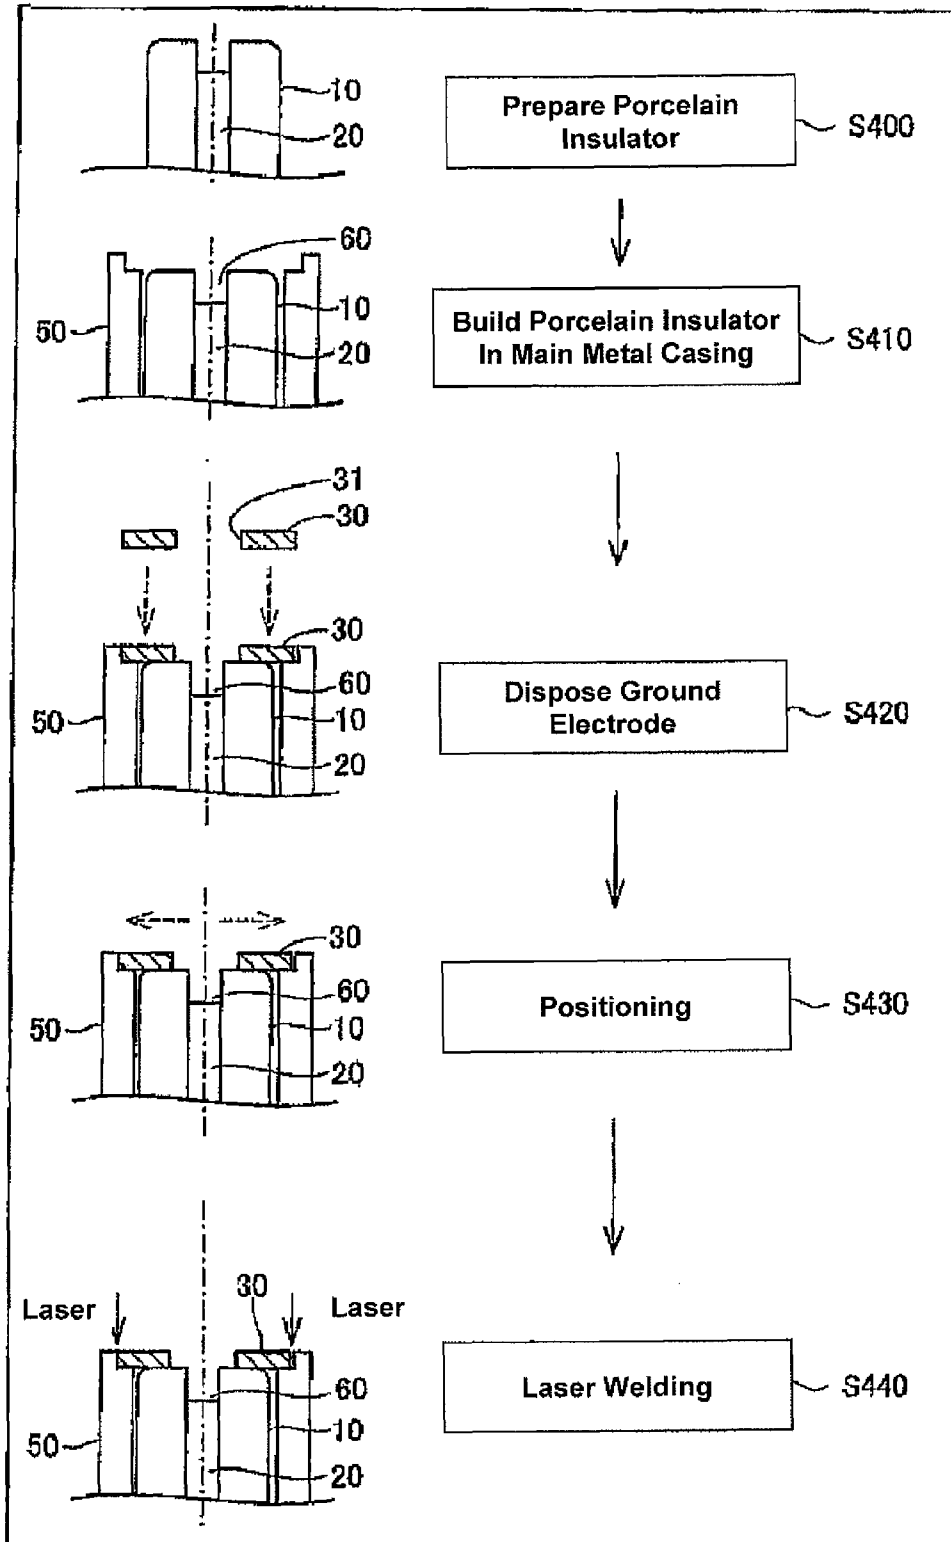 10
20
Prepare Porcelain
Insulator
S400
60
50
10
20
Build Porcelain Insulator
In Main Metal Casing
S410
31
30
30
60
50
10
20
Dispose Ground
Electrode
S420
30
60
50
10
20
Positioning
S430
Laser
30
Laser
60
50
10
20
Laser Welding
S440